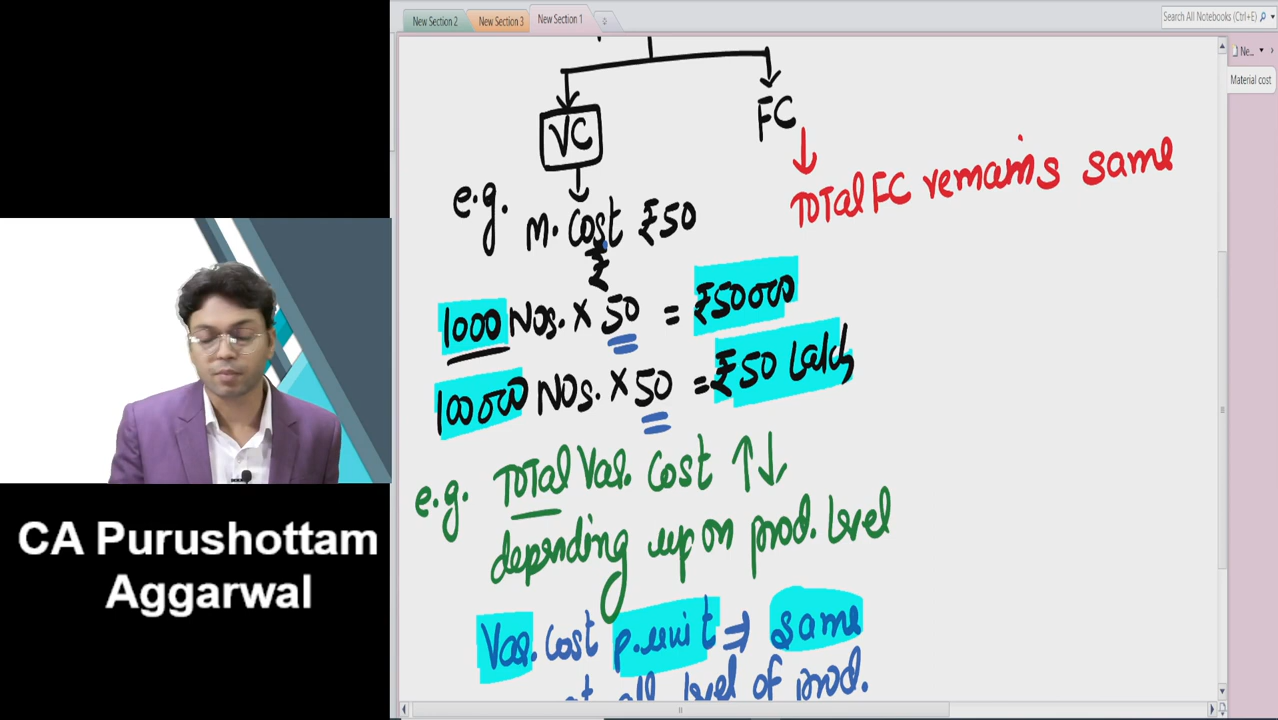 New Section 2 New Section 3 New Section 1
Search All Notebooks (Ctrl+E)
Ne...
Material cost
VC FC
Total FC remains same
e.g. M. Cost ₹50
₹
1000 Nos. × 50 = ₹50000
100000 Nos. × 50 = ₹50 Lakh
e.g. Total Var. Cost ↑↓
depending upon prod. level
Var. Cost p.unit ⇒ same
at all level of prod.
CA Purushottam
Aggarwal